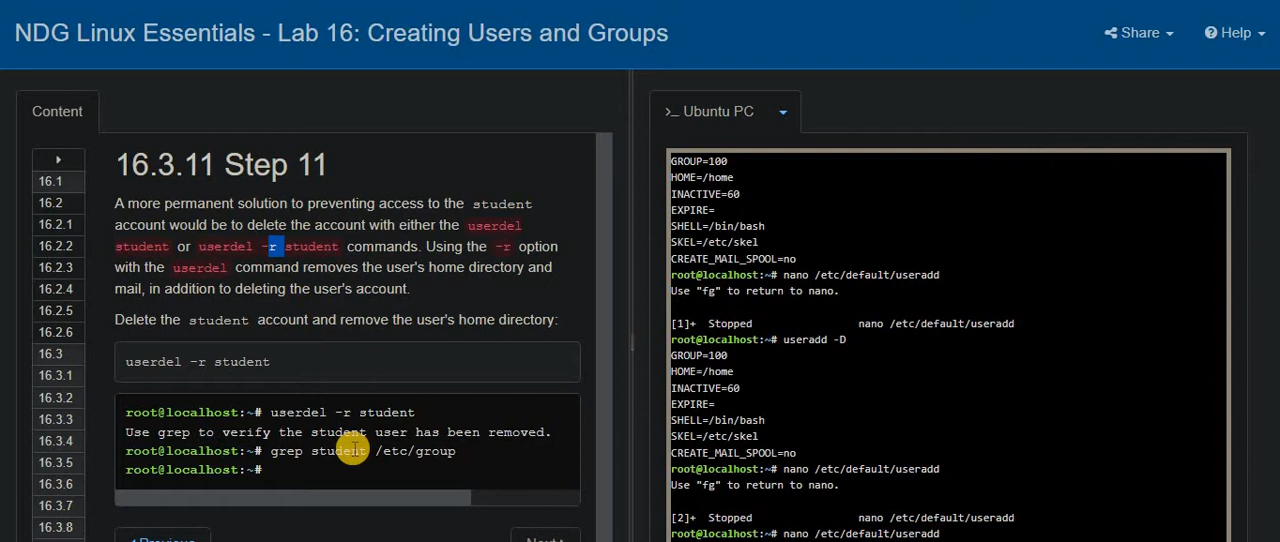 NDG Linux Essentials - Lab 16: Creating Users and Groups
Share
Help
Content
16.1
16.2
16.2.1
16.2.2
16.2.3
16.2.4
16.2.5
16.2.6
16.3
16.3.1
16.3.2
16.3.3
16.3.4
16.3.5
16.3.6
16.3.7
16.3.8
16.3.11 Step 11
A more permanent solution to preventing access to the student
account would be to delete the account with either the userdel
student or userdel -r student commands. Using the -r option
with the userdel command removes the user's home directory and
mail, in addition to deleting the user's account.
Delete the student account and remove the user's home directory:
userdel -r student
root@localhost:~# userdel -r student
Use grep to verify the student user has been removed.
root@localhost:~# grep student /etc/group
root@localhost:~#
Previous
Next
>_ Ubuntu PC
GROUP=100
HOME=/home
INACTIVE=60
EXPIRE=
SHELL=/bin/bash
SKEL=/etc/skel
CREATE_MAIL_SPOOL=no
root@localhost:~# nano /etc/default/useradd
Use "fg" to return to nano.
[1]+  Stopped                 nano /etc/default/useradd
root@localhost:~# useradd -D
GROUP=100
HOME=/home
INACTIVE=60
EXPIRE=
SHELL=/bin/bash
SKEL=/etc/skel
CREATE_MAIL_SPOOL=no
root@localhost:~# nano /etc/default/useradd
Use "fg" to return to nano.
[2]+  Stopped                 nano /etc/default/useradd
root@localhost:~# nano /etc/default/useradd